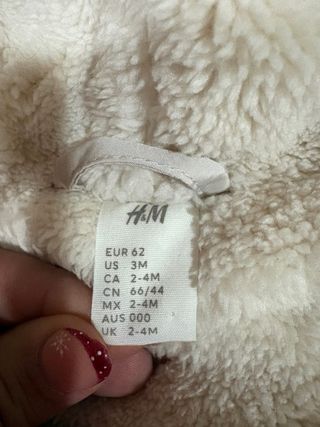 H&M
EUR 62
US 3M
CA 2-4M
CN 66/44
MX 2-4M
AUS 000
UK 2-4M